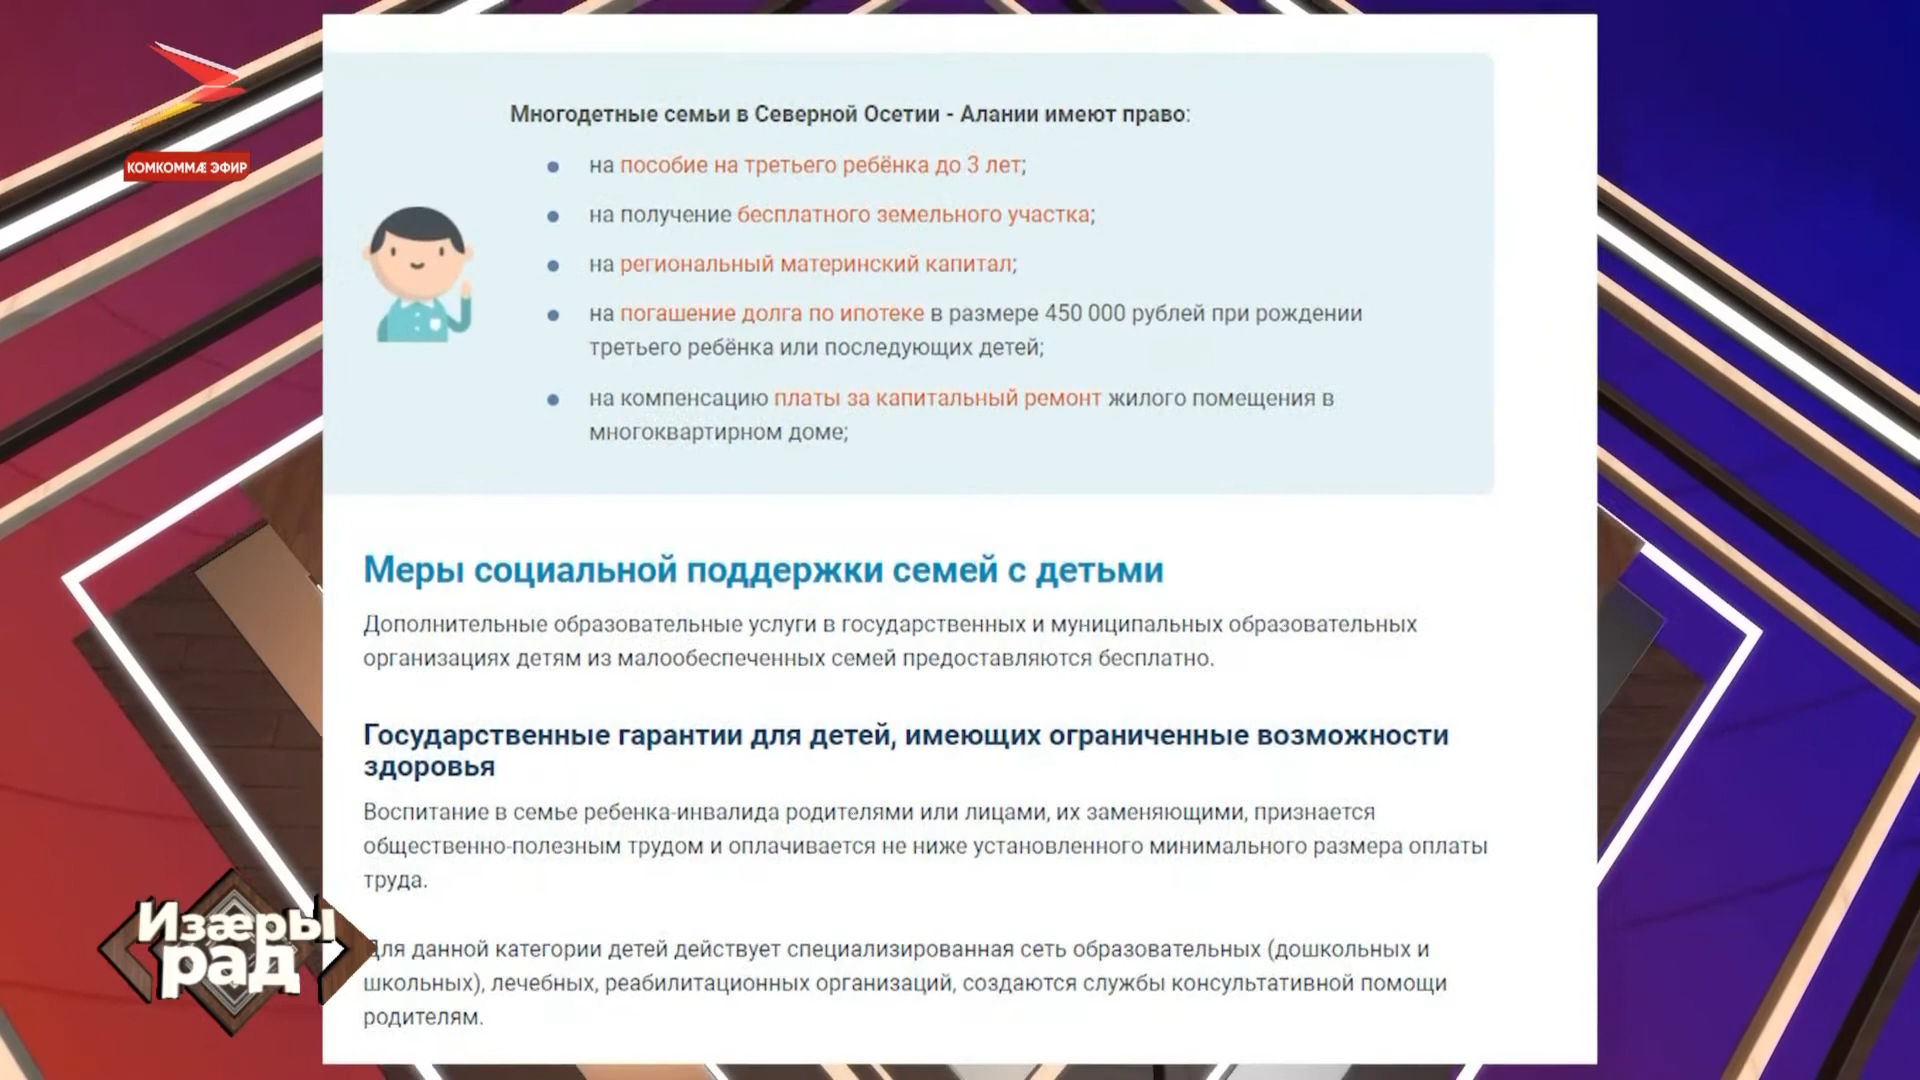 КОМКОММÆ ЭФИР
Многодетные семьи в Северной Осетии - Алании имеют право:
на пособие на третьего ребёнка до 3 лет;
на получение бесплатного земельного участка;
на региональный материнский капитал;
на погашение долга по ипотеке в размере 450 000 рублей при рождении
третьего ребёнка или последующих детей;
на компенсацию платы за капитальный ремонт жилого помещения в
многоквартирном доме;
Меры социальной поддержки семей с детьми
Дополнительные образовательные услуги в государственных и муниципальных образовательных
организациях детям из малообеспеченных семей предоставляются бесплатно.
Государственные гарантии для детей, имеющих ограниченные возможности
здоровья
Воспитание в семье ребенка-инвалида родителями или лицами, их заменяющими, признается
общественно-полезным трудом и оплачивается не ниже установленного минимального размера оплаты
труда.
Для данной категории детей действует специализированная сеть образовательных (дошкольных и
школьных), лечебных, реабилитационных организаций, создаются службы консультативной помощи
родителям.
Изæры
рад